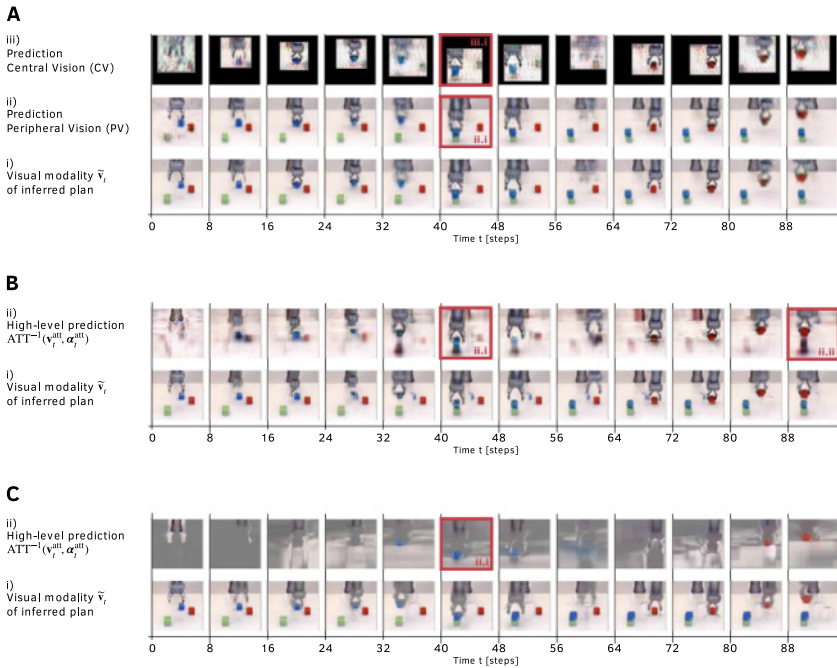 A
iii)
Prediction
Central Vision (CV)
iii.i
ii)
Prediction
Peripheral Vision (PV)
ii.i
i)
Visual modality ṽₜ
of inferred plan
0 8 16 24 32 40 48 56 64 72 80 88
Time t [steps]
B
ii)
High-level prediction
ATT⁻¹(vₜᵃᵗᵗ, αₜᵃᵗᵗ)
ii.i
ii.ii
i)
Visual modality ṽₜ
of inferred plan
0 8 16 24 32 40 48 56 64 72 80 88
Time t [steps]
C
ii)
High-level prediction
ATT⁻¹(vₜᵃᵗᵗ, αₜᵃᵗᵗ)
ii.i
i)
Visual modality ṽₜ
of inferred plan
0 8 16 24 32 40 48 56 64 72 80 88
Time t [steps]